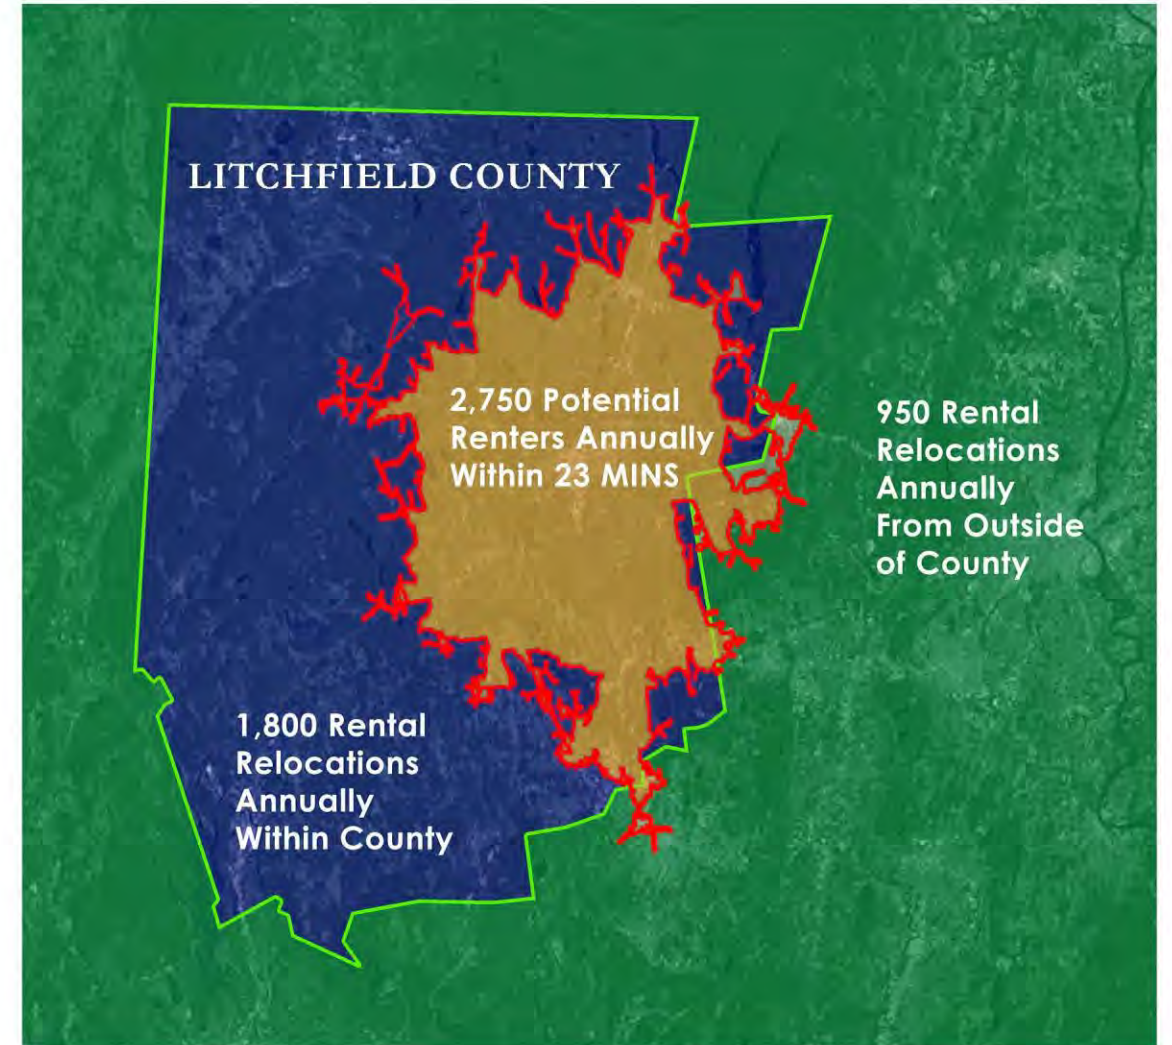 LITCHFIELD COUNTY
2,750 Potential
Renters Annually
Within 23 MINS
950 Rental
Relocations
Annually
From Outside
of County
1,800 Rental
Relocations
Annually
Within County